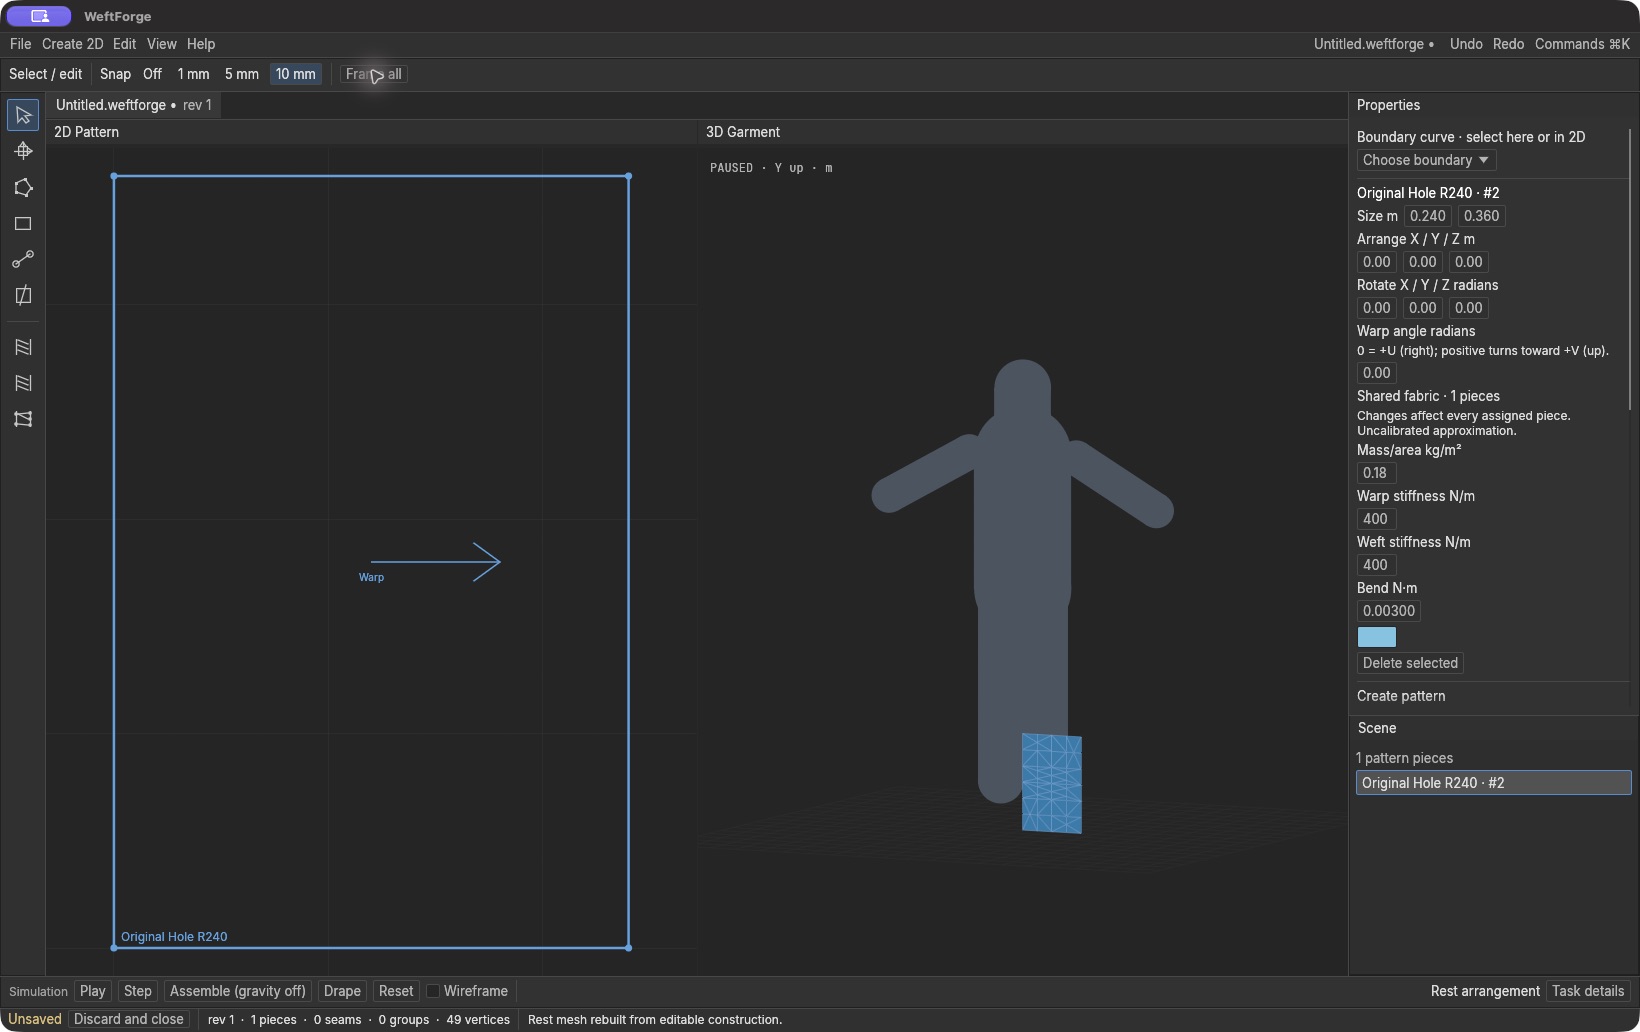 WeftForge
File Create 2D Edit View Help Untitled.weftforge • Undo Redo Commands ⌘K
Select / edit Snap Off 1 mm 5 mm 10 mm Frame all
Untitled.weftforge • rev 1
Properties
2D Pattern
3D Garment
PAUSED · Y up · m
Warp
Original Hole R240
Boundary curve · select here or in 2D
Choose boundary
Original Hole R240 · #2
Size m 0.240 0.360
Arrange X / Y / Z m
0.00 0.00 0.00
Rotate X / Y / Z radians
0.00 0.00 0.00
Warp angle radians
0 = +U (right); positive turns toward +V (up).
0.00
Shared fabric · 1 pieces
Changes affect every assigned piece.
Uncalibrated approximation.
Mass/area kg/m²
0.18
Warp stiffness N/m
400
Weft stiffness N/m
400
Bend N·m
0.00300
Delete selected
Create pattern
Scene
1 pattern pieces
Original Hole R240 · #2
Simulation Play Step Assemble (gravity off) Drape Reset Wireframe Rest arrangement Task details
Unsaved Discard and close rev 1 · 1 pieces · 0 seams · 0 groups · 49 vertices Rest mesh rebuilt from editable construction.